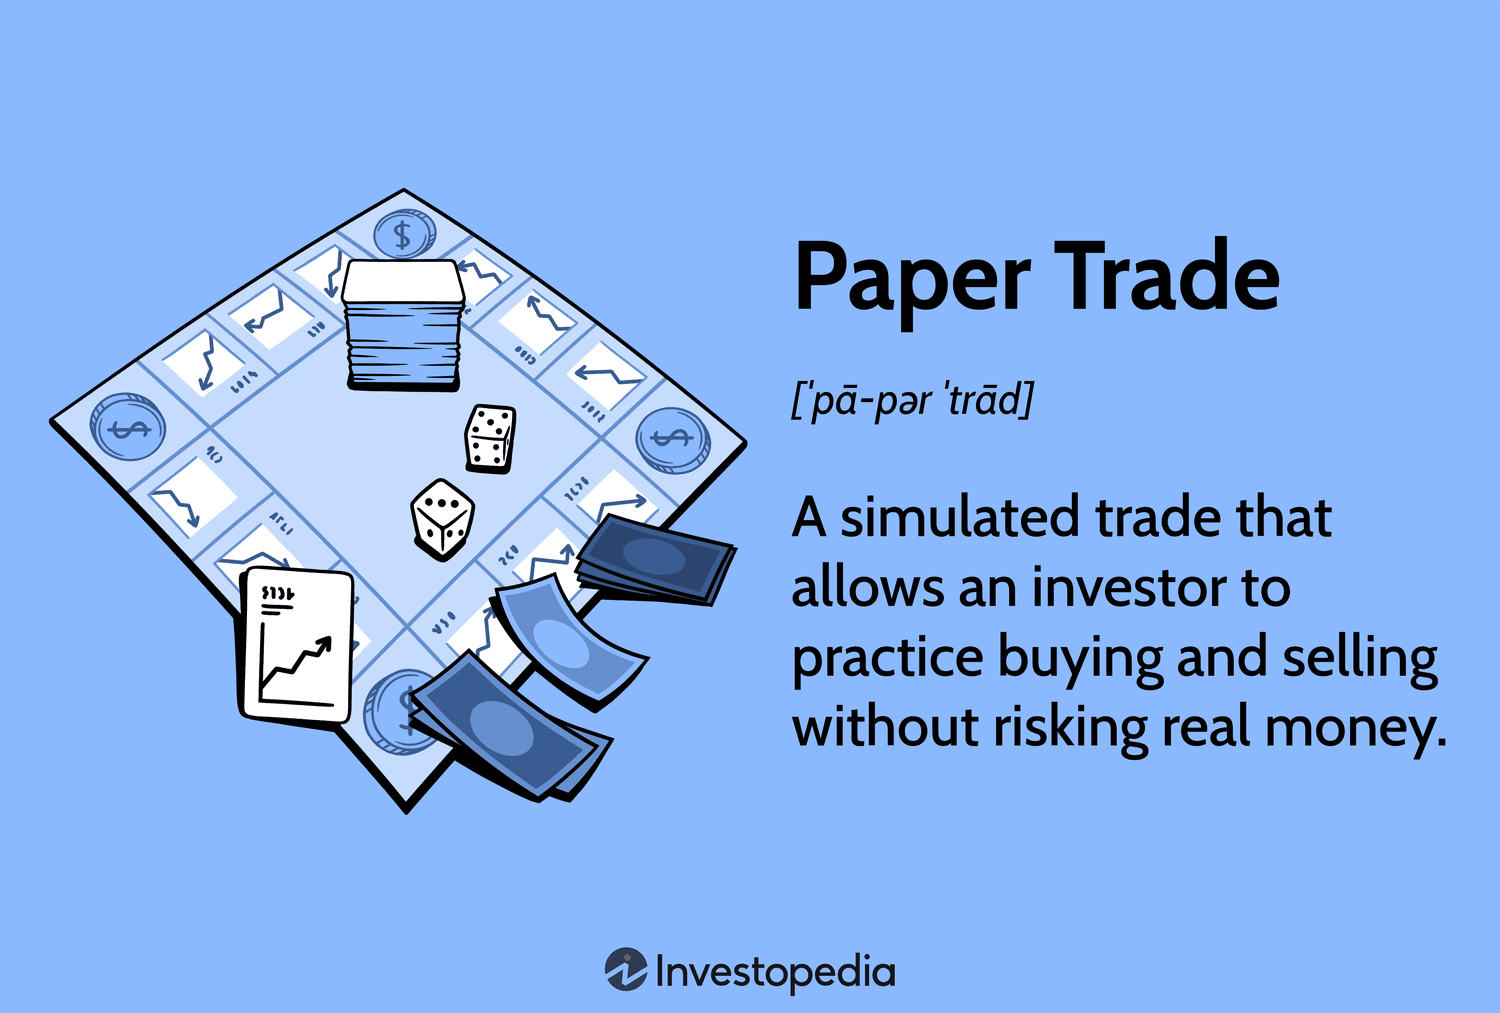 Paper Trade
[ˈpā-pər ˈtrād]
A simulated trade that
allows an investor to
practice buying and selling
without risking real money.
Investopedia